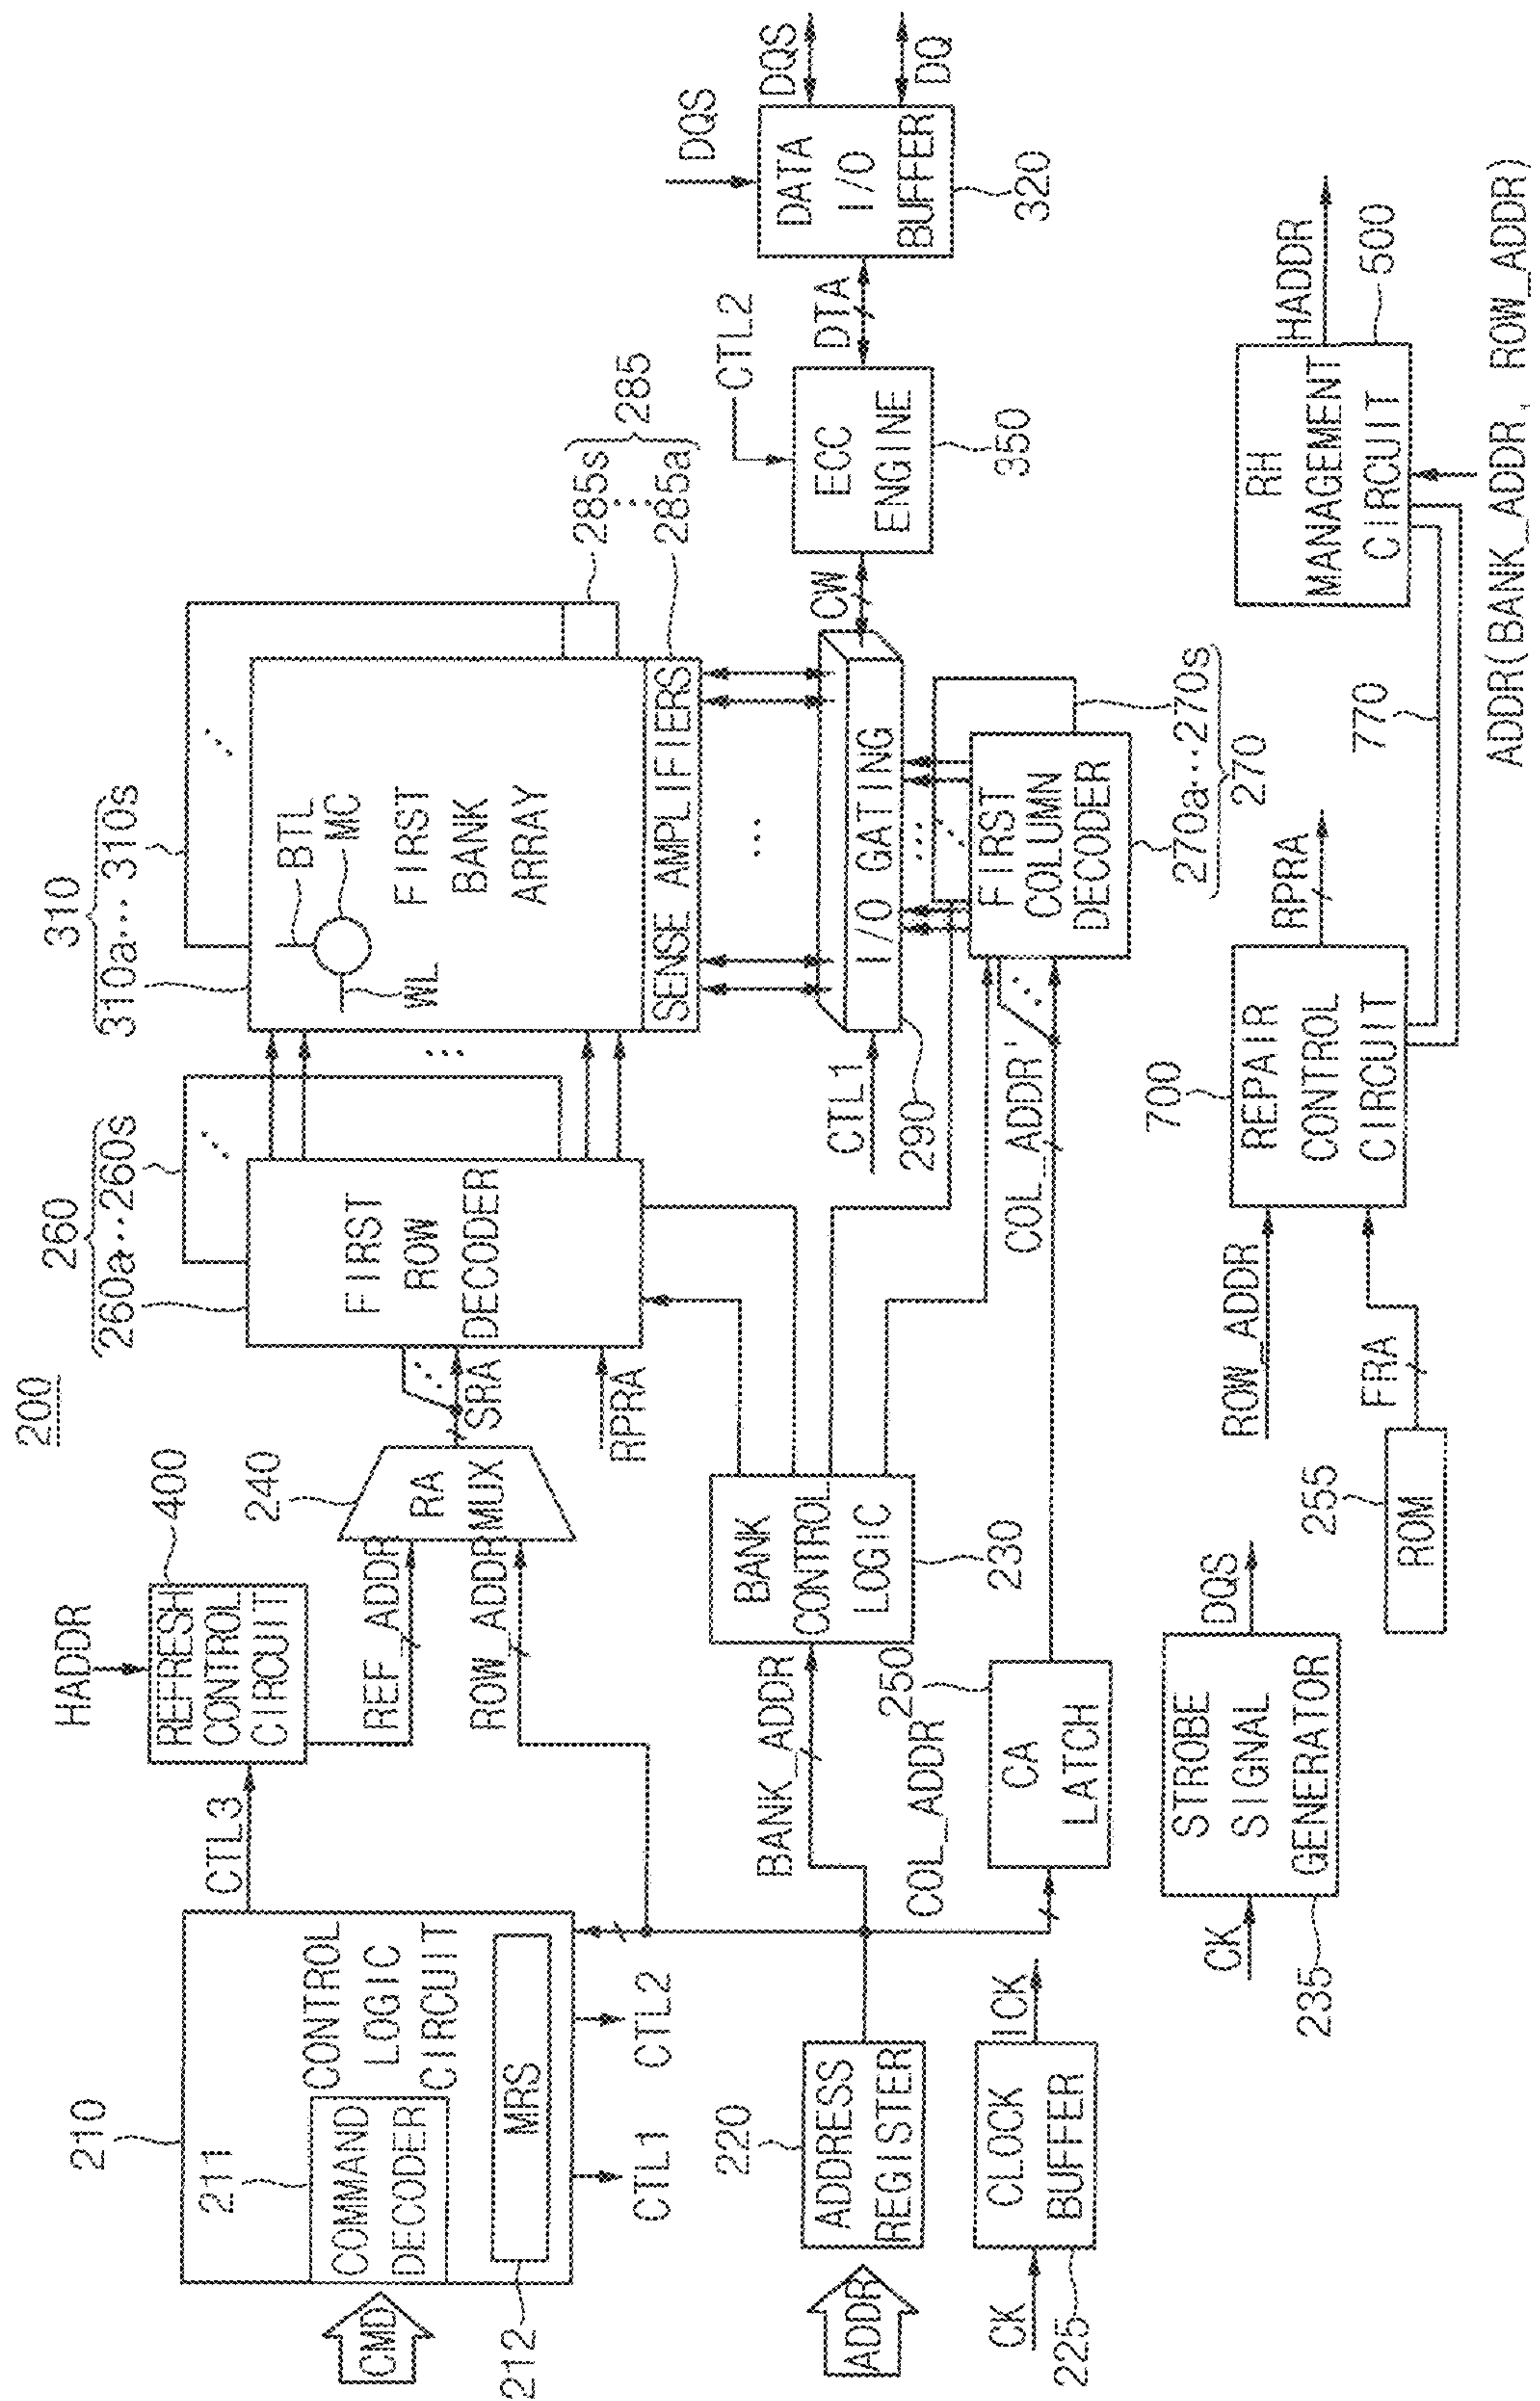 200
210
211
COMMAND
DECODER
CONTROL
LOGIC
CIRCUIT
MRS
212
CMD
CTL1
CTL2
CTL3
HADDR
REFRESH
CONTROL
CIRCUIT
400
REF_ADDR
ROW_ADDR
240
RA
MUX
SRA
RPRA
260
260a...260s
FIRST
ROW
DECODER
310
310a...310s
BTL
MC
WL
FIRST
BANK
ARRAY
SENSE AMPLIFIERS
285s
285a
285
ADDR
220
ADDRESS
REGISTER
BANK_ADDR
BANK
CONTROL
LOGIC
230
COL_ADDR
250
CA
LATCH
COL_ADDR'
CTL1
290
I/O GATING
FIRST
COLUMN
DECODER
270a...270s
270
CW
ECC
ENGINE
350
CTL2
DTA
DATA
I/O
BUFFER
320
DQS
DQS
DQ
CK
225
CLOCK
BUFFER
ICK
CK
235
STROBE
SIGNAL
GENERATOR
DQS
255
ROM
FRA
ROW_ADDR
700
REPAIR
CONTROL
CIRCUIT
RPRA
770
RH
MANAGEMENT
CIRCUIT
500
HADDR
ADDR(BANK_ADDR, ROW_ADDR)